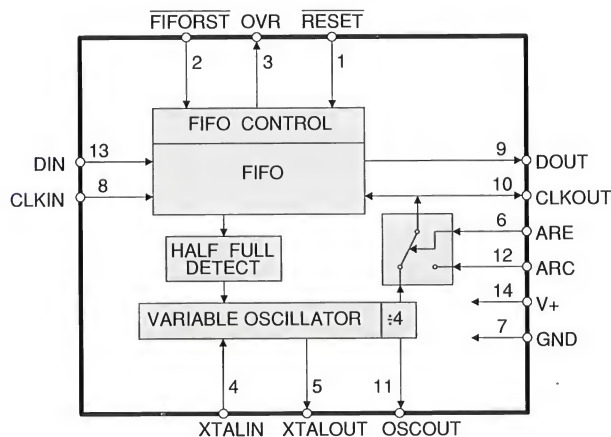 FIFORST OVR RESET
2 3 1
FIFO CONTROL
DIN 13
FIFO
9 DOUT
CLKIN 8
10 CLKOUT
6 ARE
HALF FULL
DETECT
12 ARC
14 V+
VARIABLE OSCILLATOR ÷4
7 GND
4 5 11
XTALIN XTALOUT OSCOUT